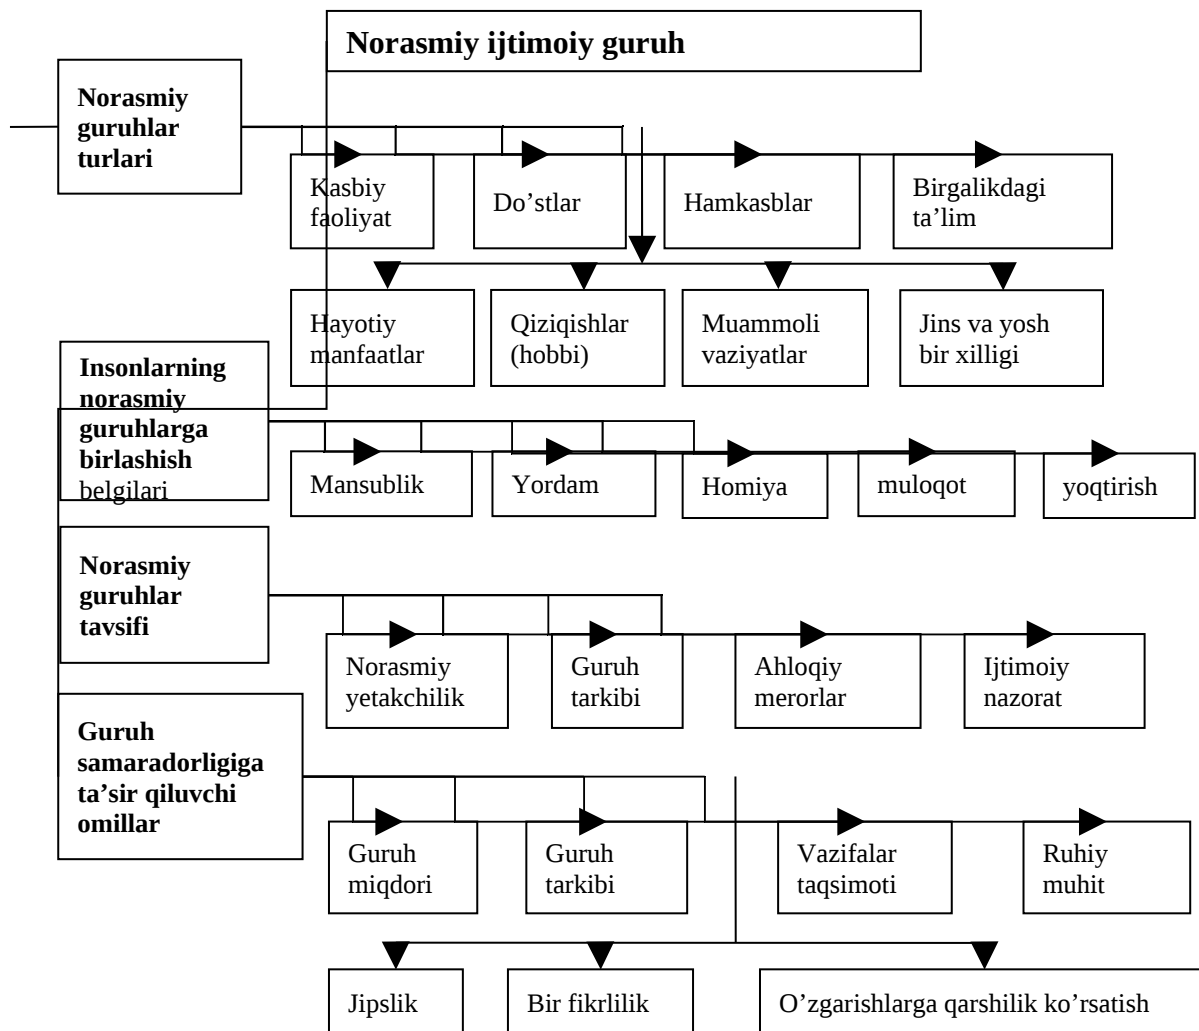 Norasmiy ijtimoiy guruh
Norasmiy
guruhlar
turlari
Kasbiy
faoliyat
Do’stlar
Hamkasblar
Birgalikdagi
ta’lim
Hayotiy
manfaatlar
Qiziqishlar
(hobbi)
Muammoli
vaziyatlar
Jins va yosh
bir xilligi
Insonlarning
norasmiy
guruhlarga
birlashish
belgilari
Mansublik
Yordam
Homiya
muloqot
yoqtirish
Norasmiy
guruhlar
tavsifi
Norasmiy
yetakchilik
Guruh
tarkibi
Ahloqiy
merorlar
Ijtimoiy
nazorat
Guruh
samaradorligiga
ta’sir qiluvchi
omillar
Guruh
miqdori
Guruh
tarkibi
Vazifalar
taqsimoti
Ruhiy
muhit
Jipslik
Bir fikrlilik
O’zgarishlarga qarshilik ko’rsatish